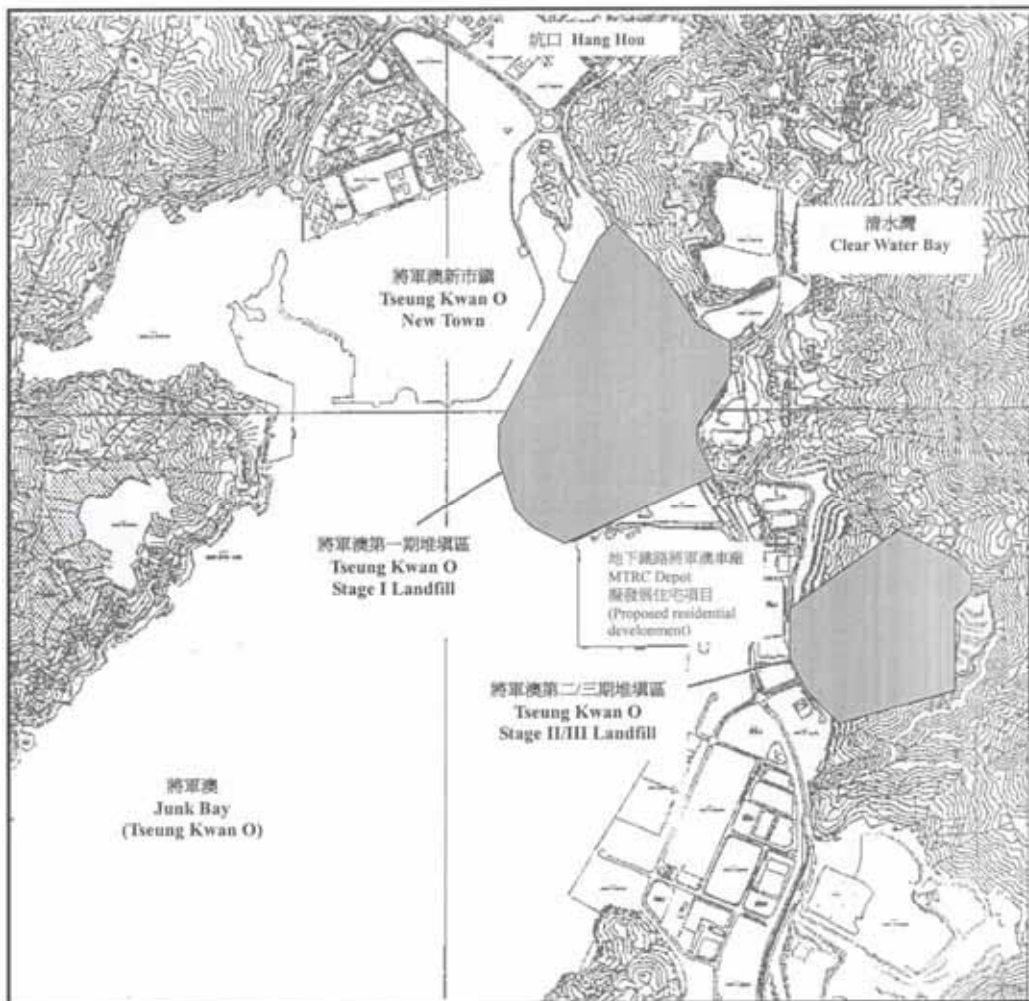 坑口 Hang Hou
清水灣
Clear Water Bay
將軍澳新市鎮
Tseung Kwan O
New Town
將軍澳第一期堆填區
Tseung Kwan O
Stage I Landfill
地下鐵路將軍澳車廠
MTRC Depot
擬發展住宅項目
(Proposed residential
develonment)
將軍澳第二/三期堆填區
Tseung Kwan O
Stage II/III Landfill
將軍澳
Junk Bay
(Tseung Kwan O)